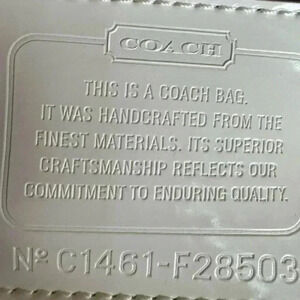 COACH
THIS IS A COACH BAG.
IT WAS HANDCRAFTED FROM THE
FINEST MATERIALS. ITS SUPERIOR
CRAFTSMANSHIP REFLECTS OUR
COMMITMENT TO ENDURING QUALITY.
Nº C1461-F28503